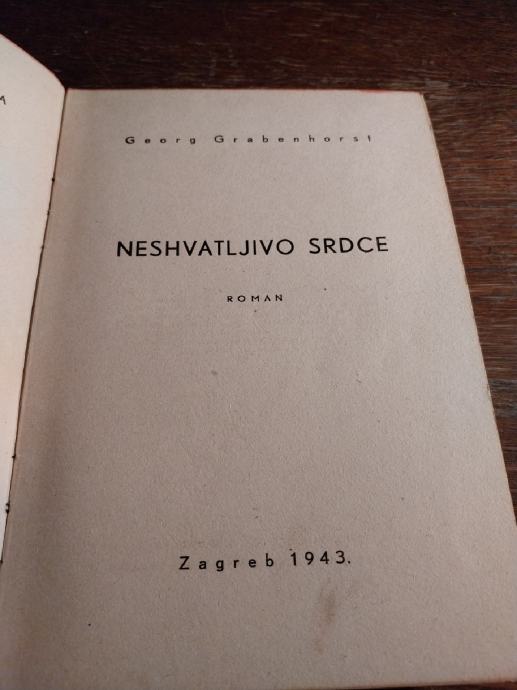 Georg Grabenhorst
NESHVATLJIVO SRDCE
ROMAN
Zagreb 1943.